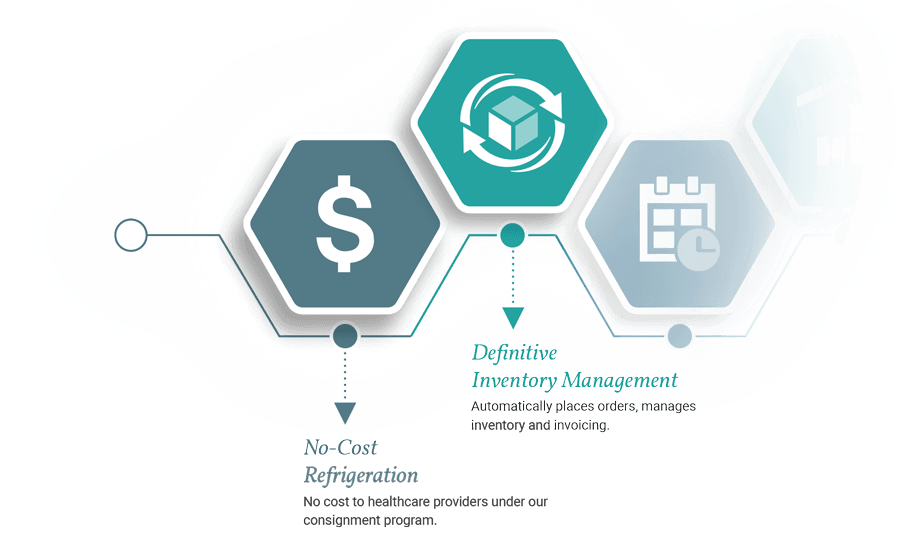 $
Definitive
Inventory Management
Automatically places orders, manages
inventory and invoicing.
No-Cost
Refrigeration
No cost to healthcare providers under our
consignment program.